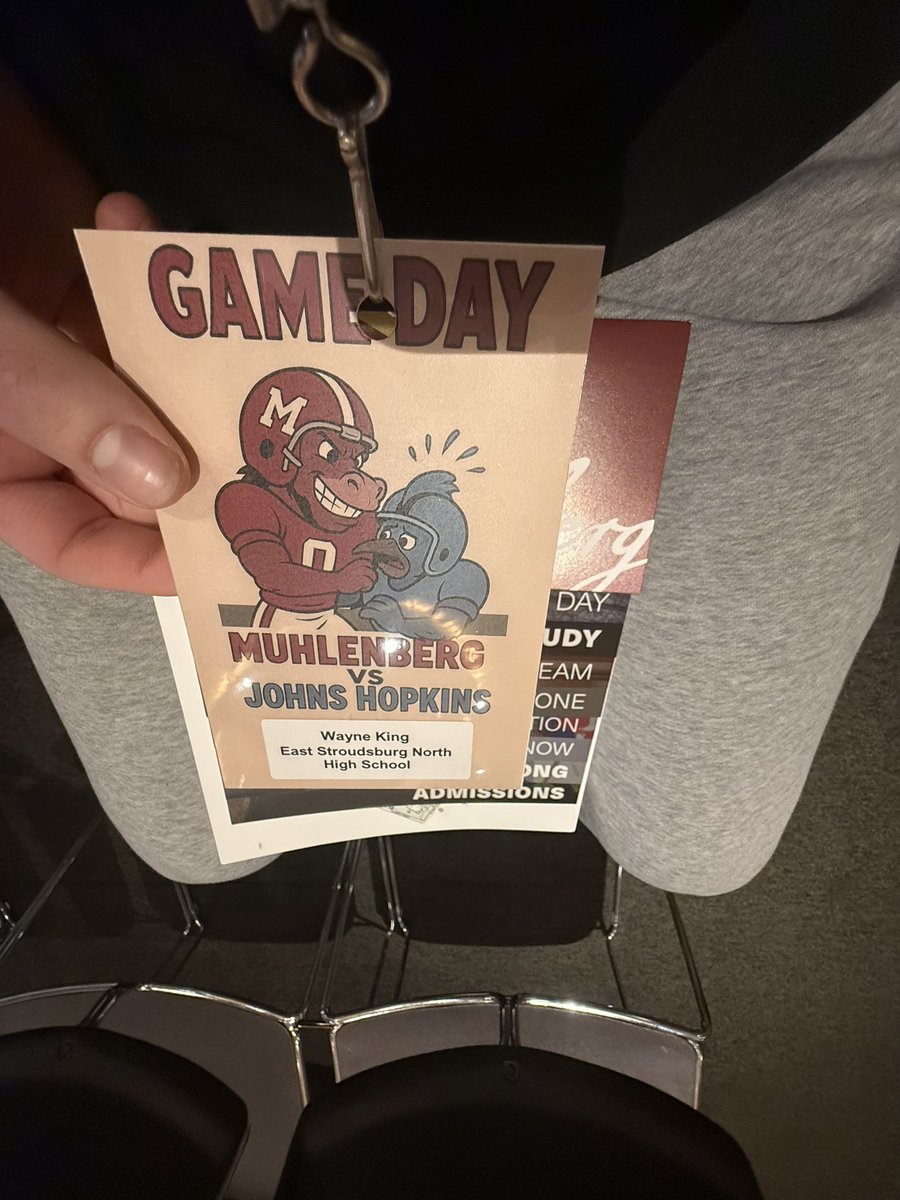 GAME DAY
M
0
MUHLENBERG
VS
JOHNS HOPKINS
Wayne King
East Stroudsburg North
High School
DAY
UDY
EAM
ONE
TION
NOW
ONG
ADMISSIONS